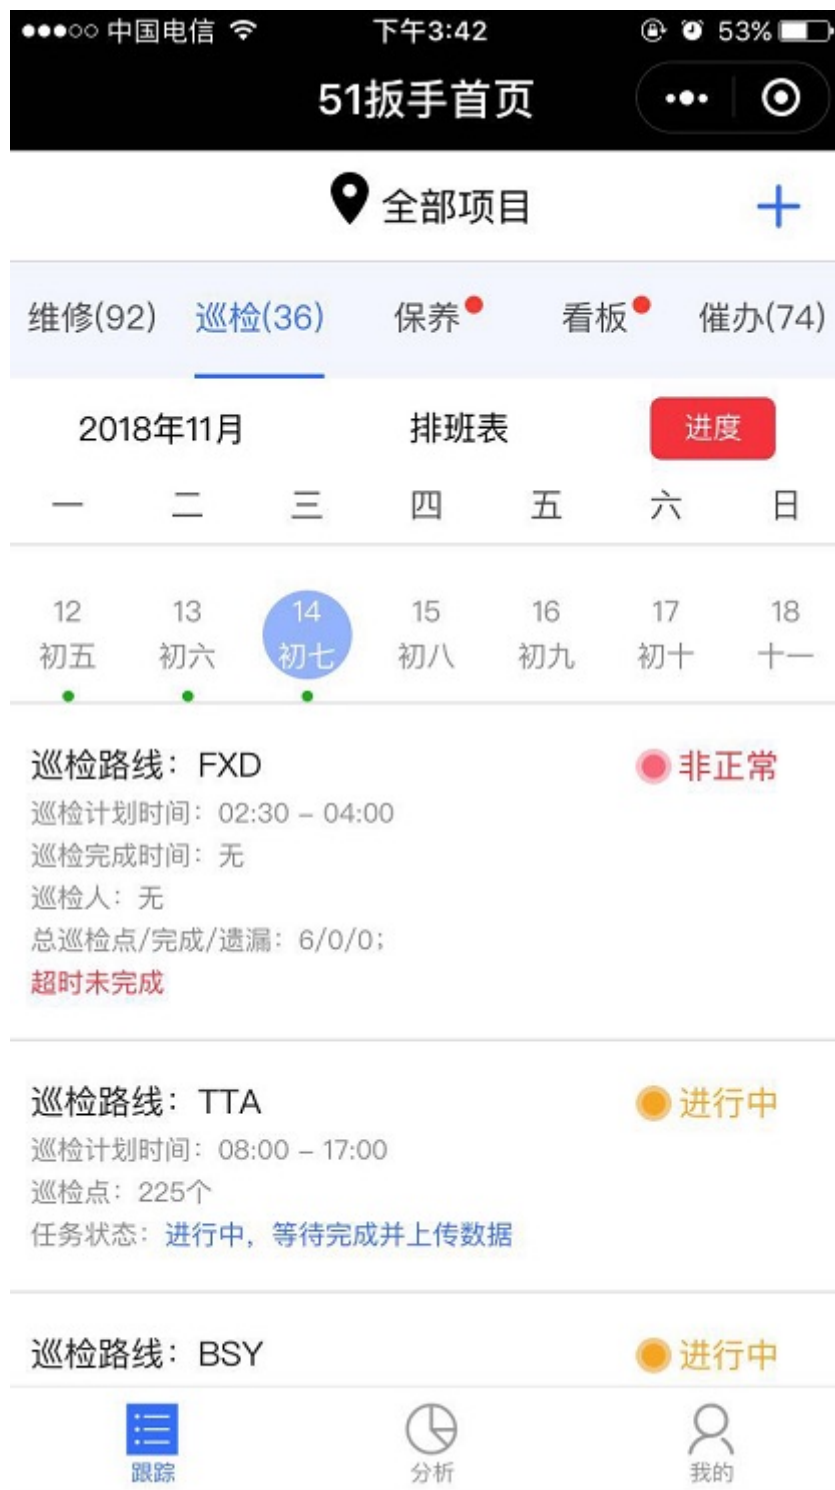 中国电信 下午3:42 53%
51扳手首页
全部项目
维修(92) 巡检(36) 保养 看板 催办(74)
2018年11月 排班表 进度
一 二 三 四 五 六 日
12 13 14 15 16 17 18
初五 初六 初七 初八 初九 初十 十一
巡检路线：FXD 非正常
巡检计划时间：02:30 – 04:00
巡检完成时间：无
巡检人：无
总巡检点/完成/遗漏：6/0/0；
超时未完成
巡检路线：TTA 进行中
巡检计划时间：08:00 – 17:00
巡检点：225个
任务状态：进行中，等待完成并上传数据
巡检路线：BSY 进行中
跟踪 分析 我的